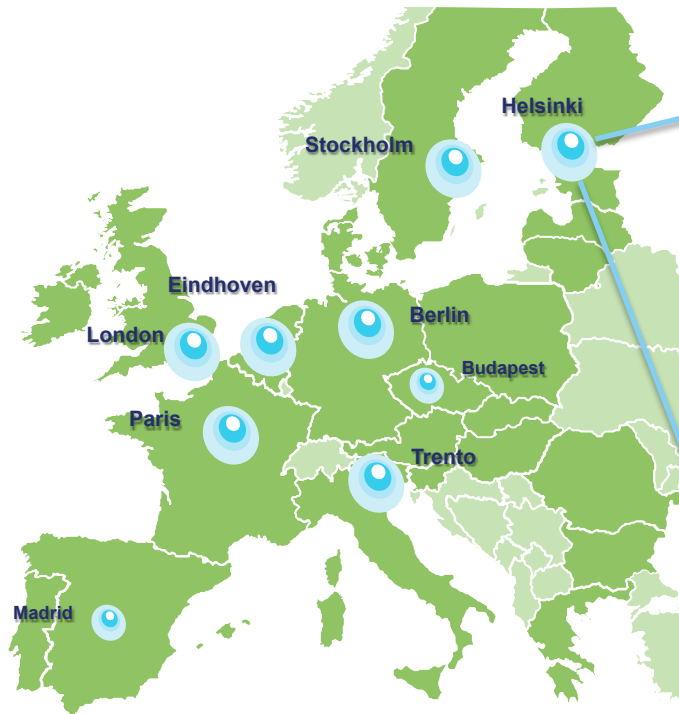 Helsinki
Stockholm
Eindhoven
Berlin
London
Budapest
Paris
Trento
Madrid